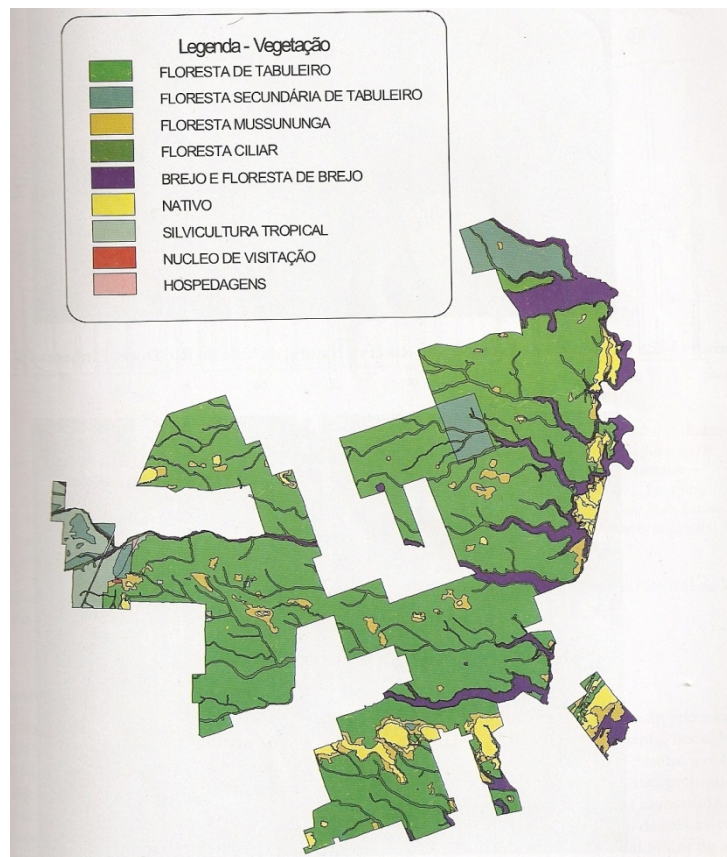 Legenda - Vegetação
FLORESTA DE TABULEIRO
FLORESTA SECUNDÁRIA DE TABULEIRO
FLORESTA MUSSUNUNGA
FLORESTA CILIAR
BREJO E FLORESTA DE BREJO
NATIVO
SILVICULTURA TROPICAL
NUCLEO DE VISITAÇÃO
HOSPEDAGENS